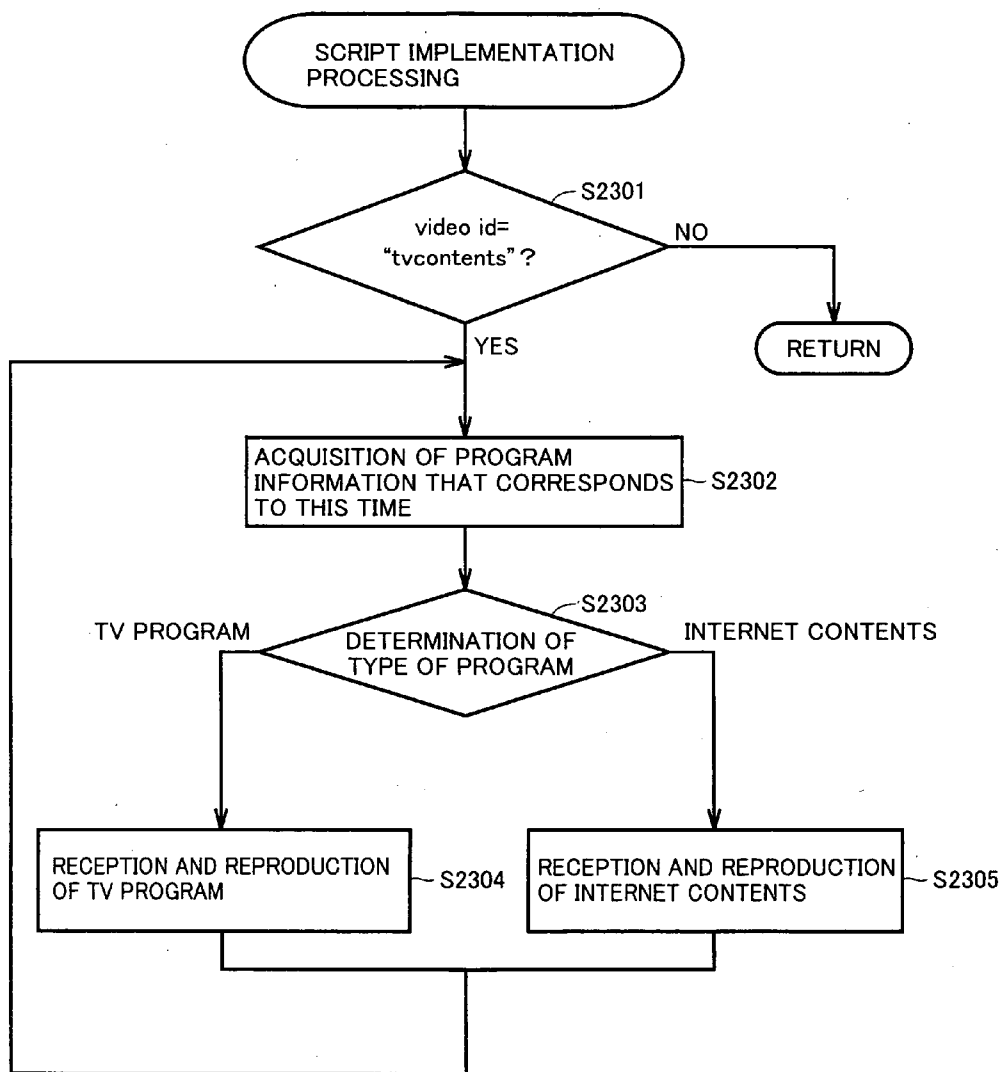 SCRIPT IMPLEMENTATION
PROCESSING
S2301
video id=
“tvcontents”?
NO
YES
RETURN
ACQUISITION OF PROGRAM
INFORMATION THAT CORRESPONDS
TO THIS TIME
S2302
S2303
TV PROGRAM
DETERMINATION OF
TYPE OF PROGRAM
INTERNET CONTENTS
RECEPTION AND REPRODUCTION
OF TV PROGRAM
S2304
RECEPTION AND REPRODUCTION
OF INTERNET CONTENTS
S2305